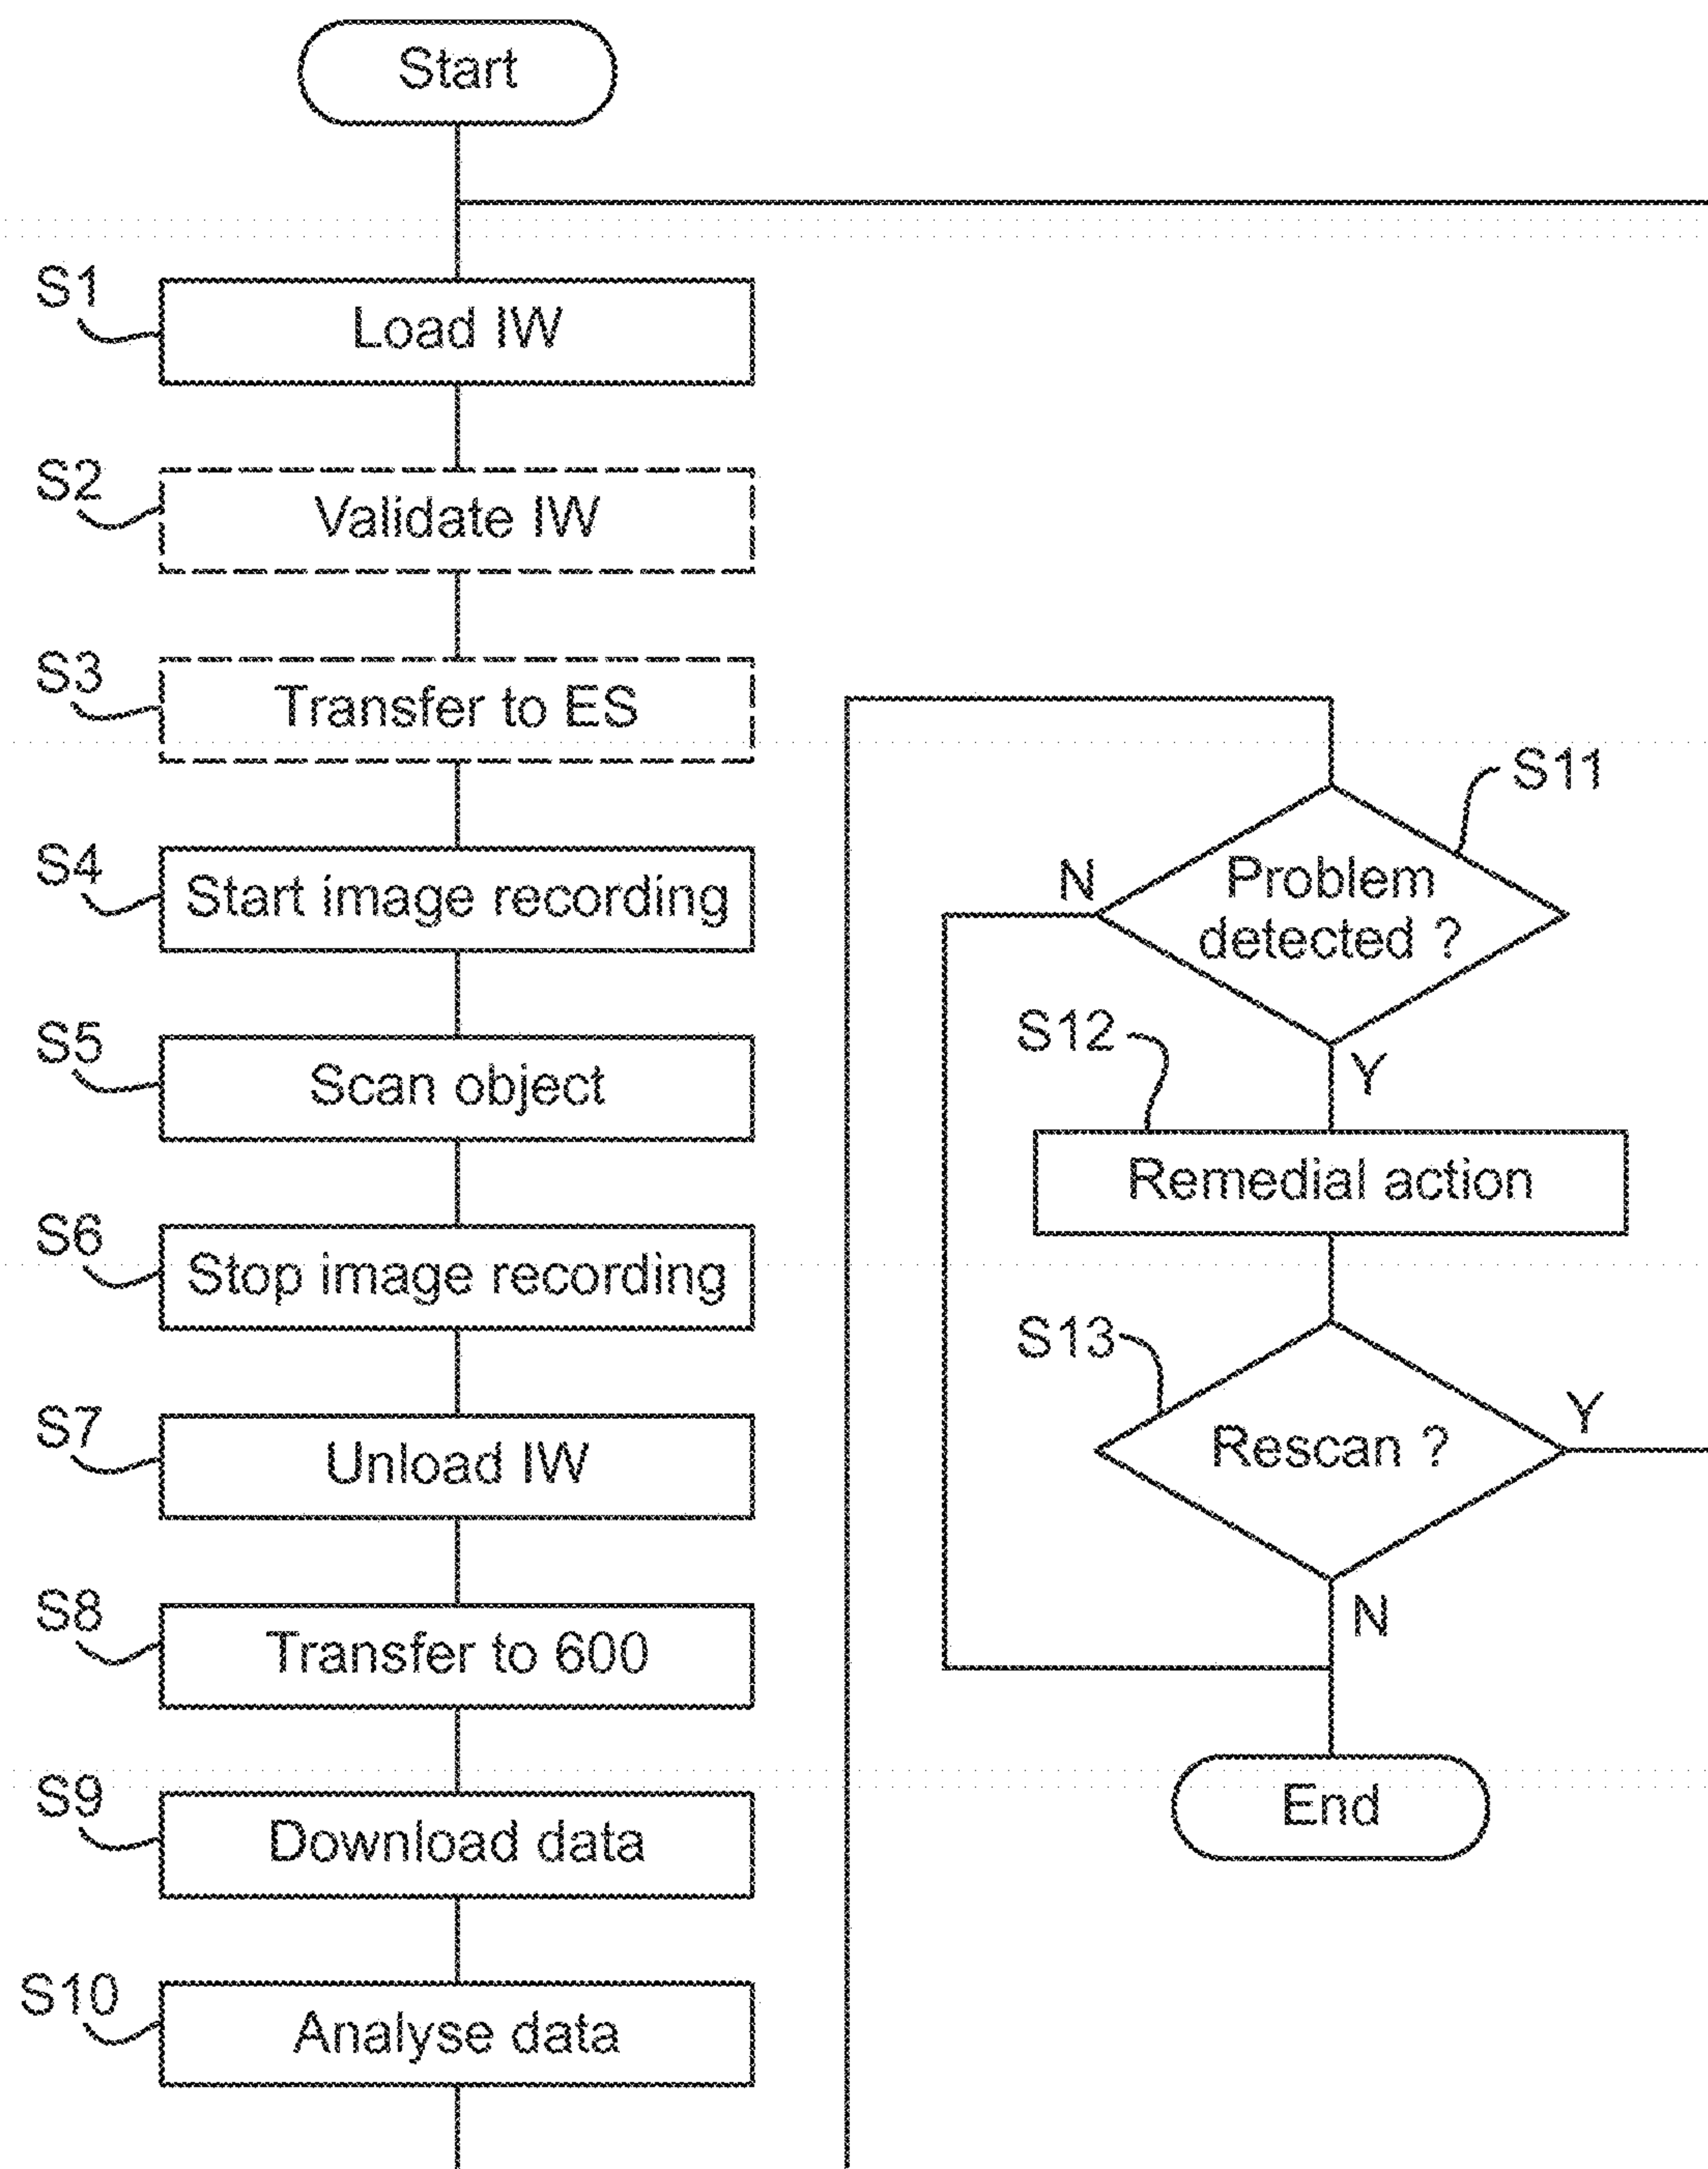 Start
S1
Load IW
S2
Validate IW
S3
Transfer to ES
S4
Start image recording
S5
Scan object
S6
Stop image recording
S7
Unload IW
S8
Transfer to 600
S9
Download data
S10
Analyse data
S11
Problem
detected ?
N
Y
S12
Remedial action
S13
Rescan ?
Y
N
End